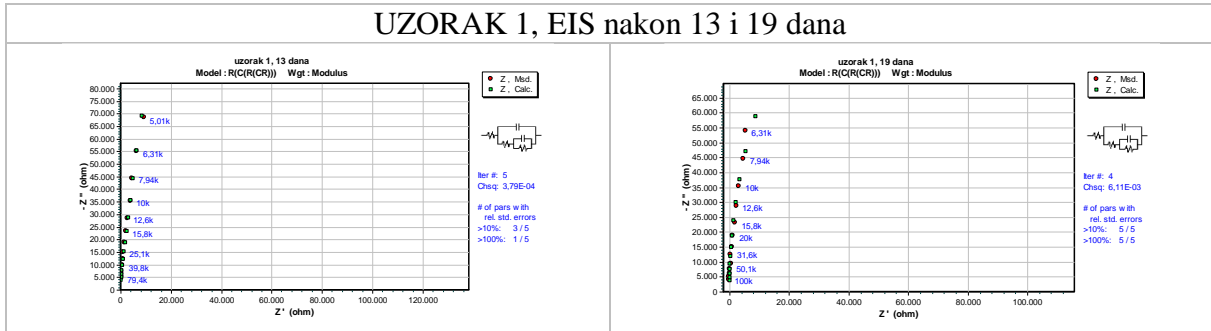 UZORAK 1, EIS nakon 13 i 19 dana
uzorak 1, 13 dana
Model : R(C(R(CR))) Wgt : Modulus
80.000
75.000
70.000
65.000
60.000
55.000
50.000
45.000
40.000
35.000
30.000
25.000
20.000
15.000
10.000
5.000
0
- Z '' (ohm)
5,01k
6,31k
7,94k
10k
12,6k
15,8k
25,1k
39,8k
79,4k
0
20.000
40.000
60.000
80.000
100.000
120.000
Z ' (ohm)
Z , Msd.
Z , Calc.
Iter #: 5
Chsq: 3,79E-04
# of pars with
rel. std. errors
>10%: 3 / 5
>100%: 1 / 5
uzorak 1, 19 dana
Model : R(C(R(CR))) Wgt : Modulus
65.000
60.000
55.000
50.000
45.000
40.000
35.000
30.000
25.000
20.000
15.000
10.000
5.000
0
- Z '' (ohm)
6,31k
7,94k
10k
12,6k
15,8k
20k
31,6k
50,1k
100k
0
20.000
40.000
60.000
80.000
100.000
Z ' (ohm)
Z , Msd.
Z , Calc.
Iter #: 4
Chsq: 6,11E-03
# of pars with
rel. std. errors
>10%: 5 / 5
>100%: 5 / 5